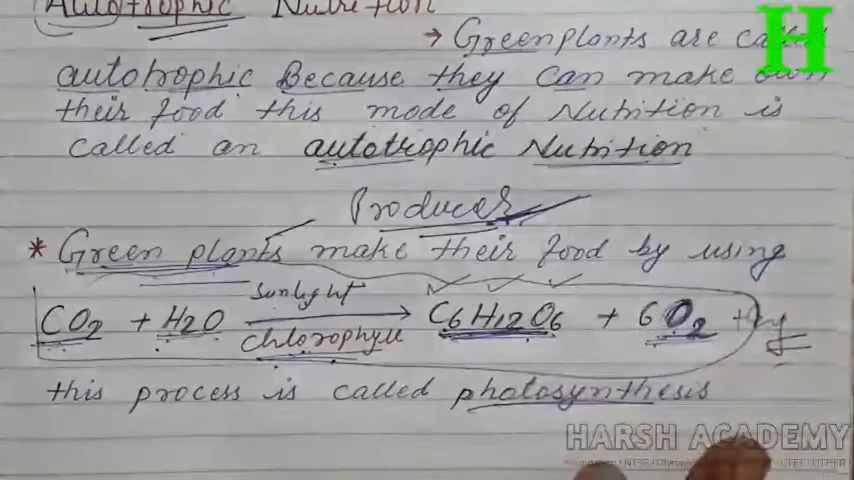 Autotrophic Nutrition
H
→ Green plants are called
autotrophic Because they can make own
their food this mode of Nutrition is
called an autotrophic Nutrition
Producer
* Green plants make their food by using
CO2 + H2O Sunlight chlorophyll → C6H12O6 + 6O2 +
this process is called photosynthesis
HARSH ACADEMY